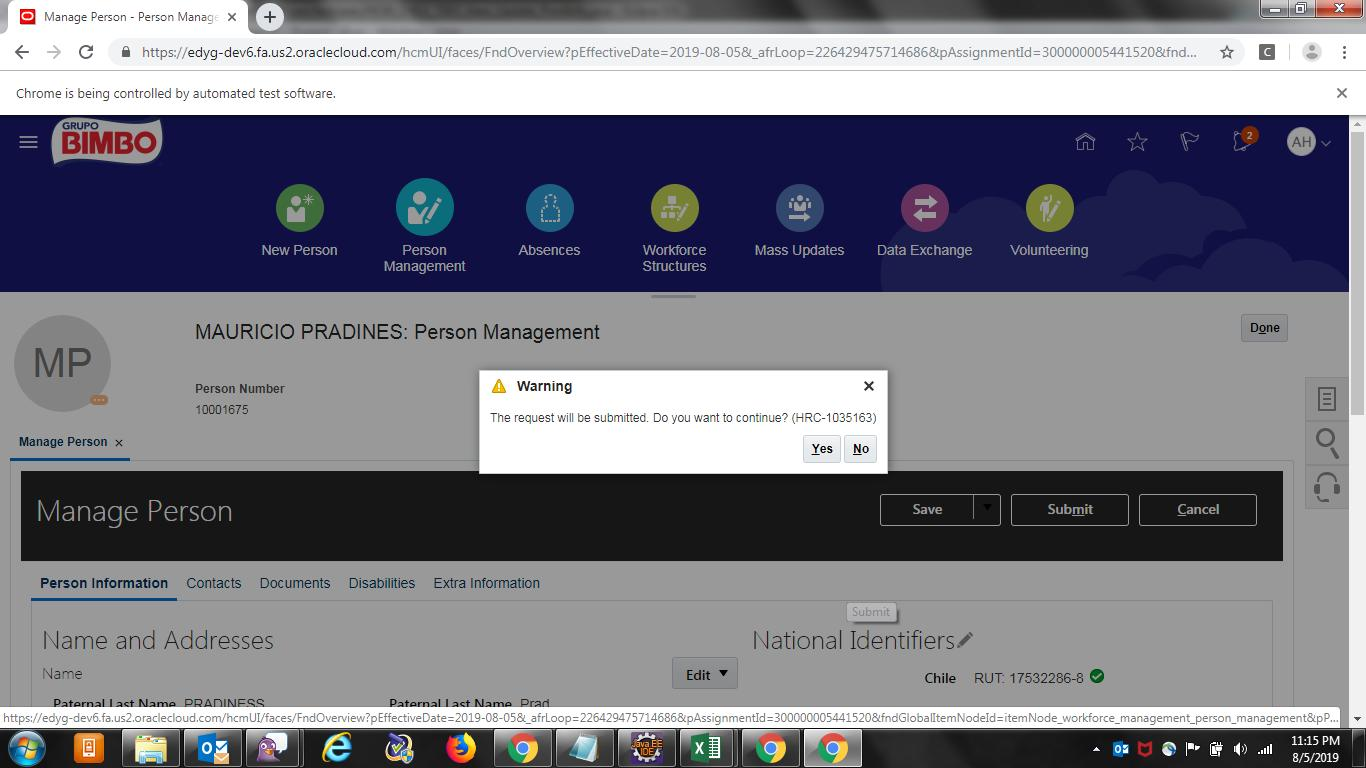 Manage Person - Person Manage
https://edyg-dev6.fa.us2.oraclecloud.com/hcmUI/faces/FndOverview?pEffectiveDate=2019-08-05&_afrLoop=226429475714686&pAssignmentId=300000005441520&fnd...
C
Chrome is being controlled by automated test software.
GRUPO
BIMBO
2
AH
New Person
Person Management
Absences
Workforce Structures
Mass Updates
Data Exchange
Volunteering
MP
MAURICIO PRADINES: Person Management
Done
Person Number
10001675
Warning
The request will be submitted. Do you want to continue? (HRC-1035163)
Yes No
Manage Person
Manage Person
Save Submit Cancel
Person Information Contacts Documents Disabilities Extra Information
Submit
Name and Addresses
National Identifiers
Name
Edit
Chile RUT: 17532286-8
Paternal Last Name PRADINESS Paternal Last Name Prad
https://edyg-dev6.fa.us2.oraclecloud.com/hcmUI/faces/FndOverview?pEffectiveDate=2019-08-05&_afrLoop=226429475714686&pAssignmentId=300000005441520&fndGlobalItemNodeId=itemNode_workforce_management_person_management&pP...
Java EE
IDE
11:15 PM
8/5/2019